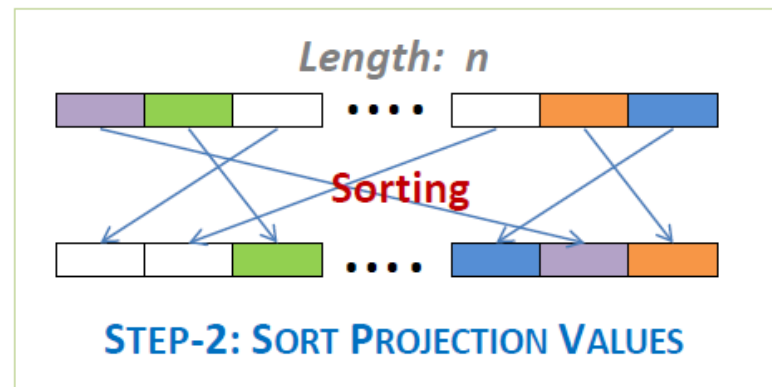 Length: n
....
Sorting
....
STEP-2: SORT PROJECTION VALUES